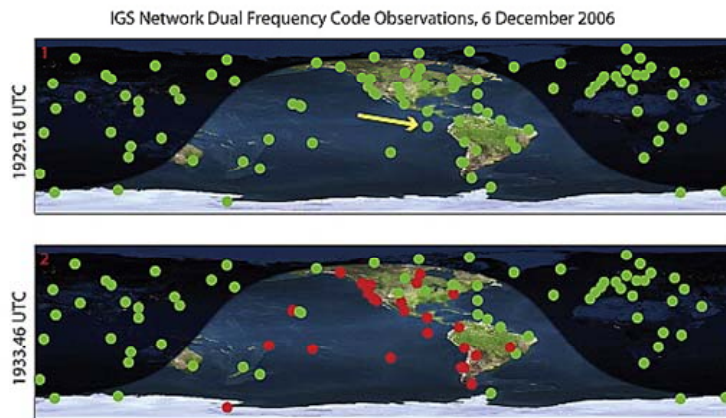 IGS Network Dual Frequency Code Observations, 6 December 2006
1
1929.16 UTC
2
1933.46 UTC